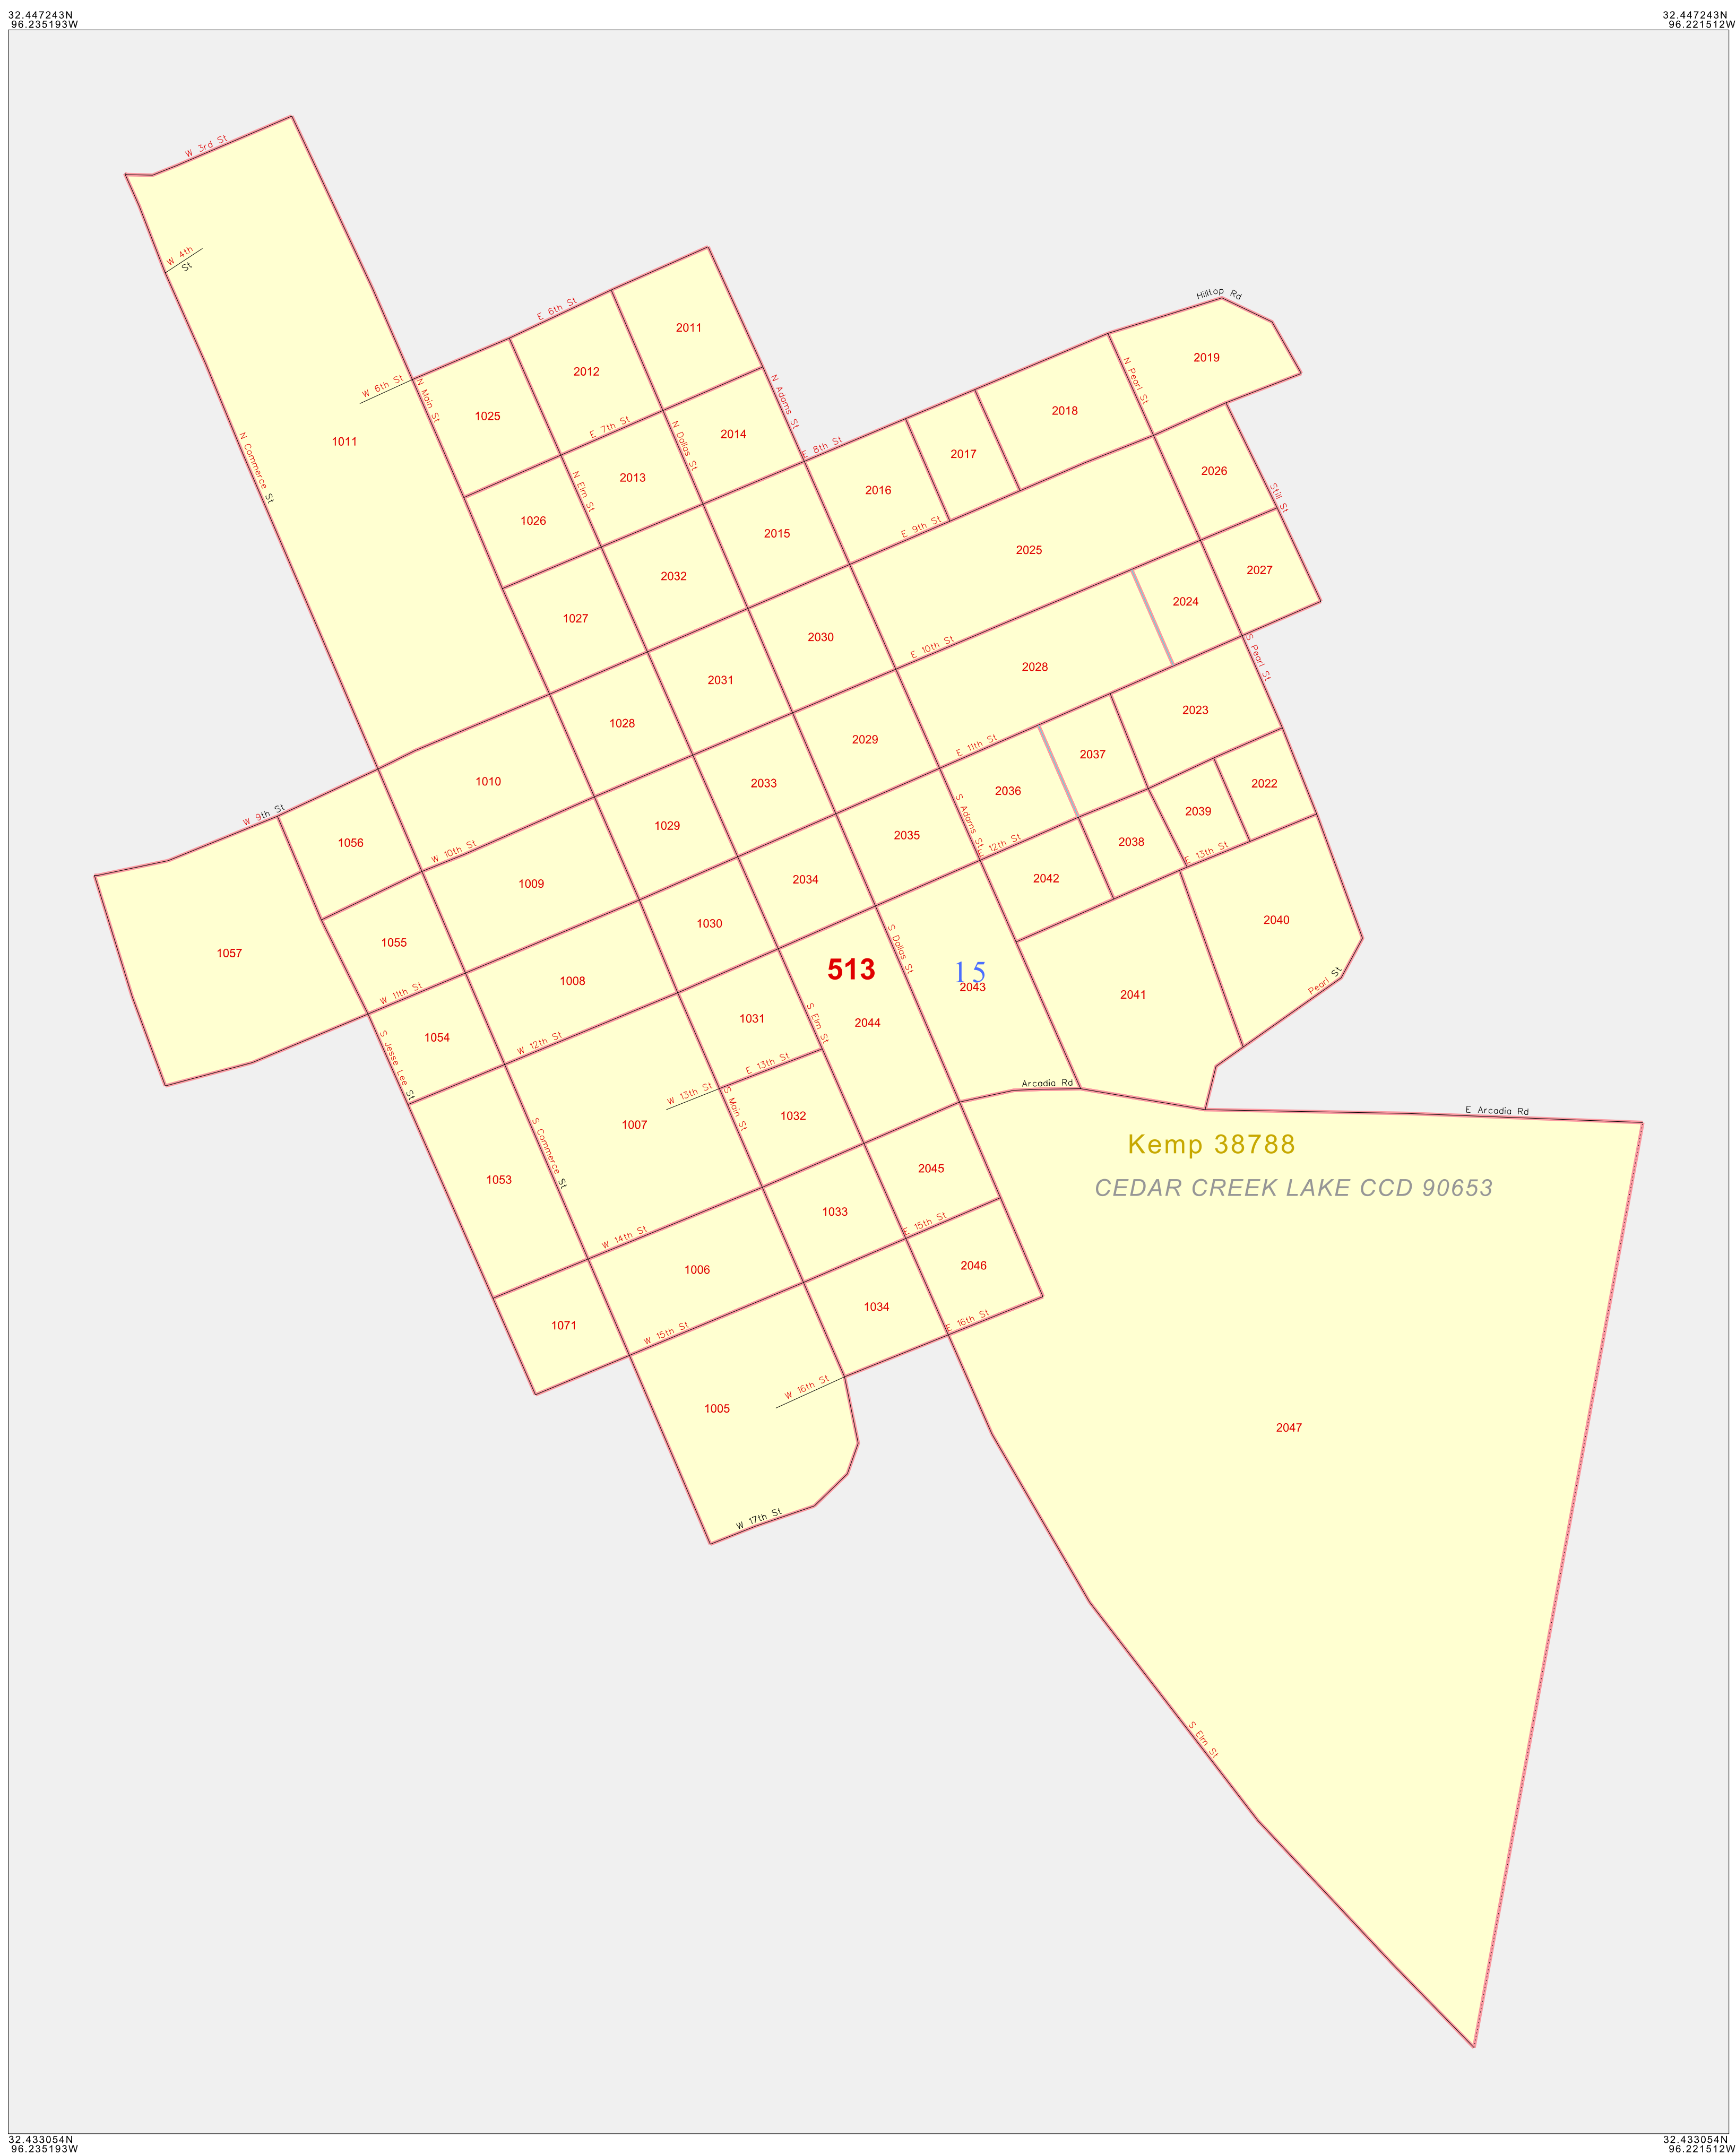 32.447243N
96.235193W
32.447243N
96.221512W
W 3rd St
W 4th
St
Hilltop Rd
E 6th St
2011
2019
2012
N Pearl St
W 6th St
N Main St
N Adams St
1025
2018
E 7th St
N Dallas St
2014
1011
N Commerce St
W 8th St
2017
2013
2026
N Elm St
2016
Still St
1026
E 9th St
2015
2025
2027
2032
2024
1027
2030
E 10th St
S Pearl St
2028
2031
2023
1028
2029
E 11th St
2037
1010
2033
2036
2022
W 9th St
2039
S Adams St
1029
2035
1056
2038
E 12th St
W 10th St
E 13th St
2034
2042
1009
1030
2040
1055
S Dallas St
1057
513
15
2043
1008
Pearl St
W 11th St
2041
1031
2044
S Elm St
1054
W 12th St
S Jesse Lee St
E 13th St
W 13th St
Arcadia Rd
S Main St
E Arcadia Rd
1032
1007
Kemp 38788
S Commerce St
2045
1053
CEDAR CREEK LAKE CCD 90653
1033
W 15th St
W 14th St
2046
1006
1034
E 16th St
1071
W 15th St
W 16th St
1005
2047
W 17th St
S Elm St
32.433054N
96.235193W
32.433054N
96.221512W